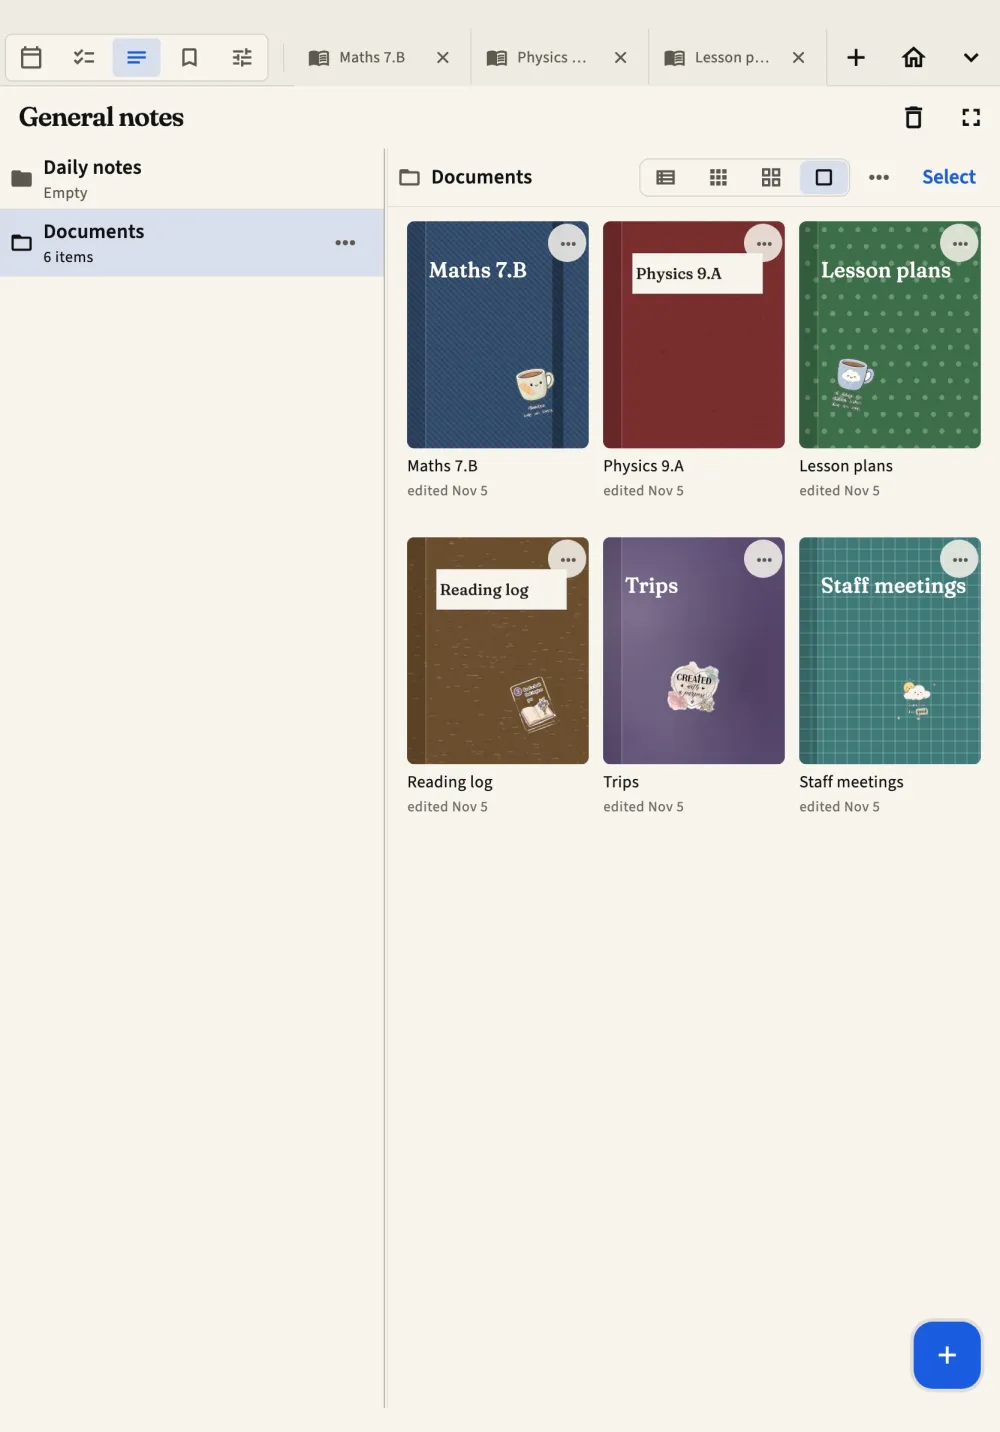 Maths 7.B
Physics ...
Lesson p...
General notes
Daily notes
Empty
Documents
6 items
Documents
Select
Maths 7.B
Physics 9.A
Lesson plans
Maths 7.B
edited Nov 5
Physics 9.A
edited Nov 5
Lesson plans
edited Nov 5
Reading log
Trips
Staff meetings
CREATED
with
a purpose
Reading log
edited Nov 5
Trips
edited Nov 5
Staff meetings
edited Nov 5